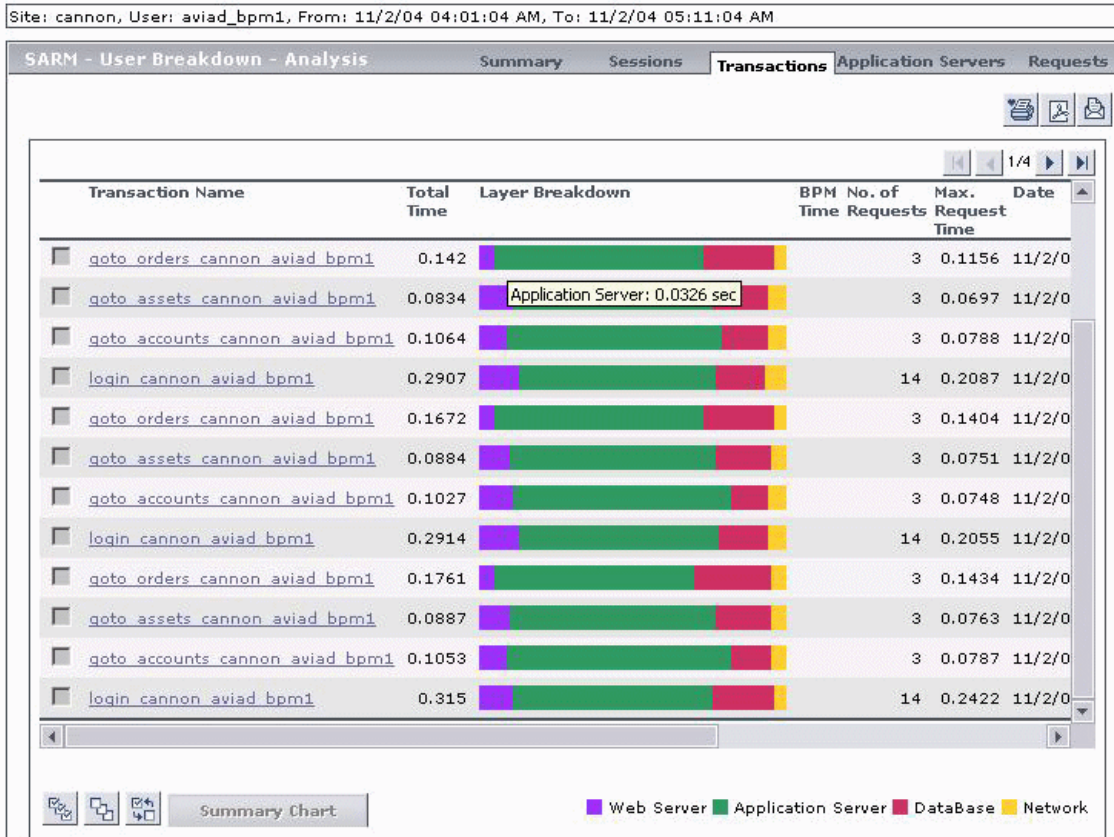 Site: cannon, User: aviad_bpm1, From: 11/2/04 04:01:04 AM, To: 11/2/04 05:11:04 AM
SARM - User Breakdown - Analysis Summary Sessions Transactions Application Servers Requests
1/4
Transaction Name Total Time Layer Breakdown BPM Time No. of Requests Max. Request Time Date
goto_orders_cannon_aviad_bpm1 0.142 3 0.1156 11/2/0
Application Server: 0.0326 sec
goto_assets_cannon_aviad_bpm1 0.0834 3 0.0697 11/2/0
goto_accounts_cannon_aviad_bpm1 0.1064 3 0.0788 11/2/0
login_cannon_aviad_bpm1 0.2907 14 0.2087 11/2/0
goto_orders_cannon_aviad_bpm1 0.1672 3 0.1404 11/2/0
goto_assets_cannon_aviad_bpm1 0.0884 3 0.0751 11/2/0
goto_accounts_cannon_aviad_bpm1 0.1027 3 0.0748 11/2/0
login_cannon_aviad_bpm1 0.2914 14 0.2055 11/2/0
goto_orders_cannon_aviad_bpm1 0.1761 3 0.1434 11/2/0
goto_assets_cannon_aviad_bpm1 0.0887 3 0.0763 11/2/0
goto_accounts_cannon_aviad_bpm1 0.1053 3 0.0787 11/2/0
login_cannon_aviad_bpm1 0.315 14 0.2422 11/2/0
Summary Chart Web Server Application Server DataBase Network